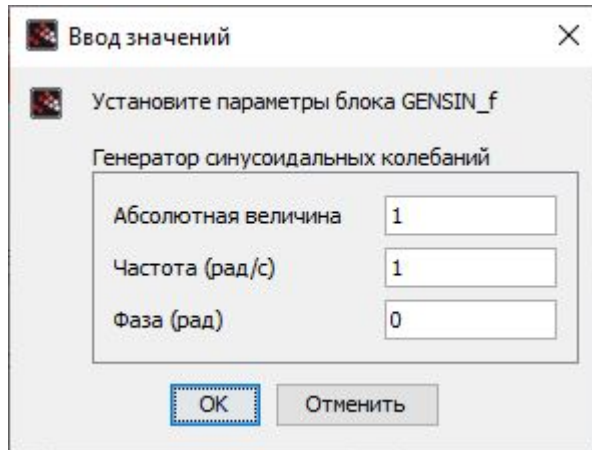 Ввод значений
Установите параметры блока GENSIN_f
Генератор синусоидальных колебаний
Абсолютная величина 1
Частота (рад/с) 1
Фаза (рад) 0
OK Отменить